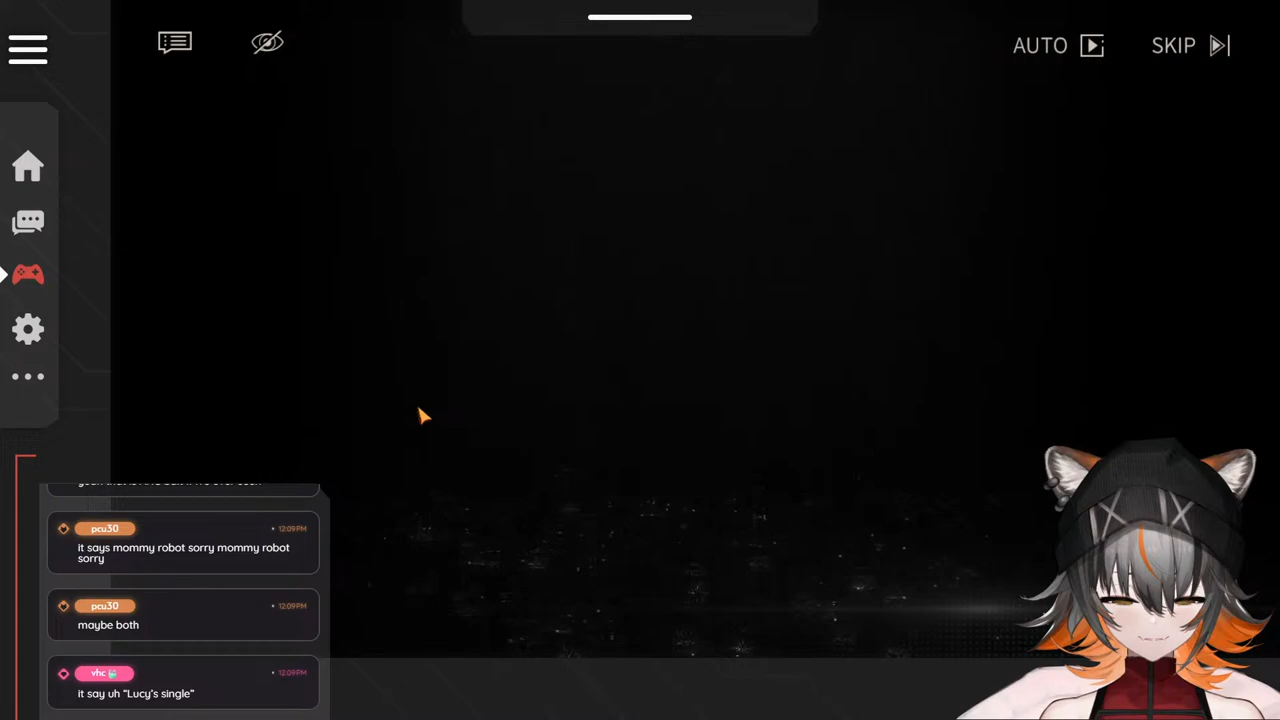 AUTO
SKIP
pcu30
12:09PM
it says mommy robot sorry mommy robot
sorry
pcu30
12:09PM
maybe both
vhc
12:09PM
it say uh "Lucy's single"